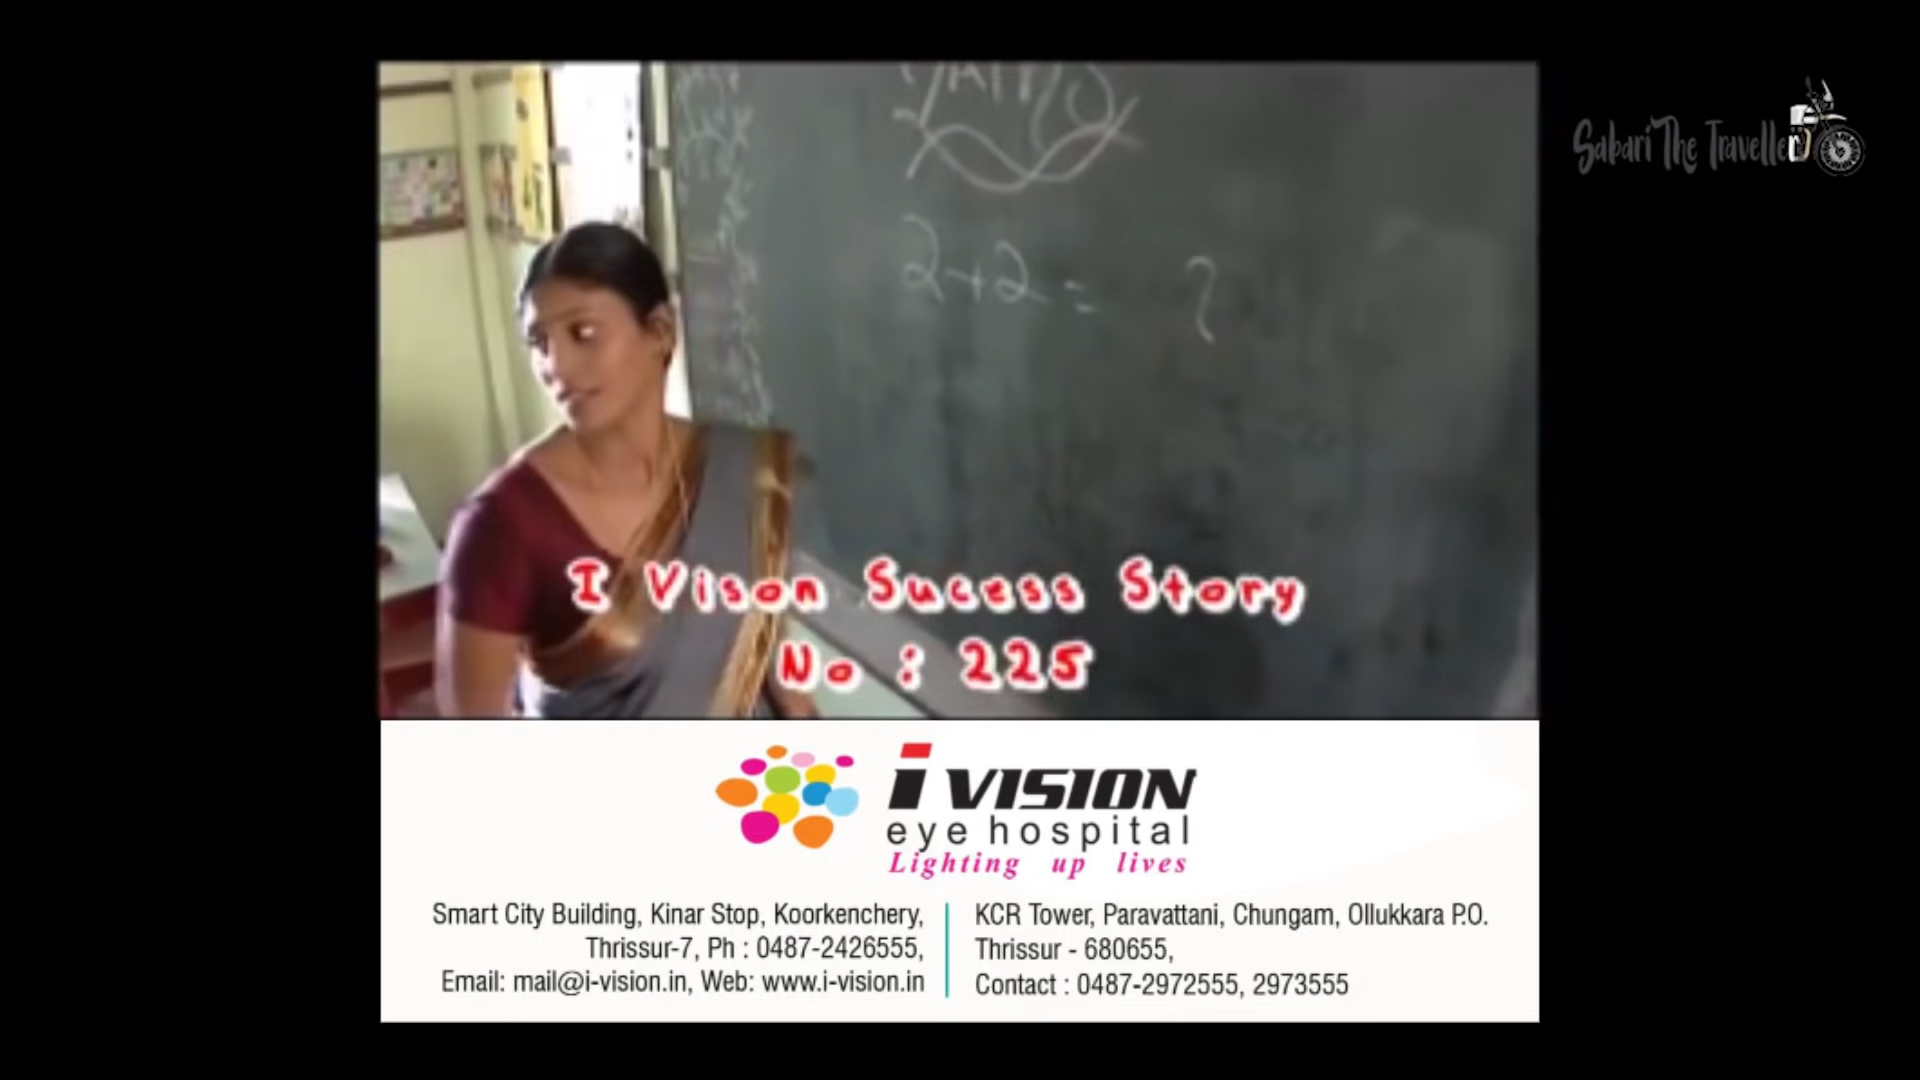 Sabari The Traveller
2+2= ?
I Vison Sucess Story
No : 225
i VISION
eye hospital
Lighting up lives
Smart City Building, Kinar Stop, Koorkenchery,
Thrissur-7, Ph : 0487-2426555,
Email: mail@i-vision.in, Web: www.i-vision.in
KCR Tower, Paravattani, Chungam, Ollukkara P.O.
Thrissur - 680655,
Contact : 0487-2972555, 2973555